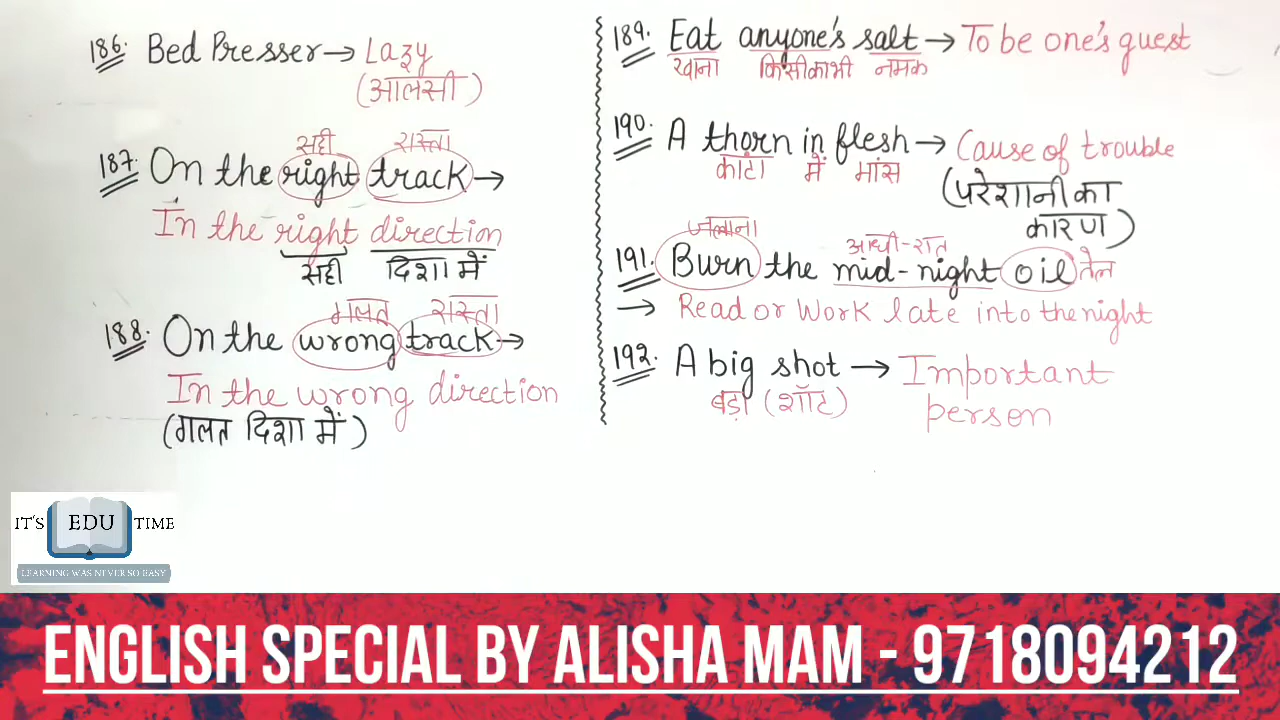 186. Bed Presser → Lazy
(आलसी)
सही रास्ता
187. On the right track →
In the right direction
सही दिशा में
गलत रास्ता
188. On the wrong track →
In the wrong direction
(गलत दिशा में)
189. Eat anyone's salt → To be one's guest
खाना किसीकाभी नमक
190. A thorn in flesh → Cause of trouble
कांटा में मांस
(परेशानी का
कारण)
जलाना आधी-रात
191. Burn the mid-night oil तेल
→ Read or work late into the night
192. A big shot → Important
बड़ा (शॉट) person
IT'S EDU TIME
LEARNING WAS NEVER SO EASY
ENGLISH SPECIAL BY ALISHA MAM - 9718094212